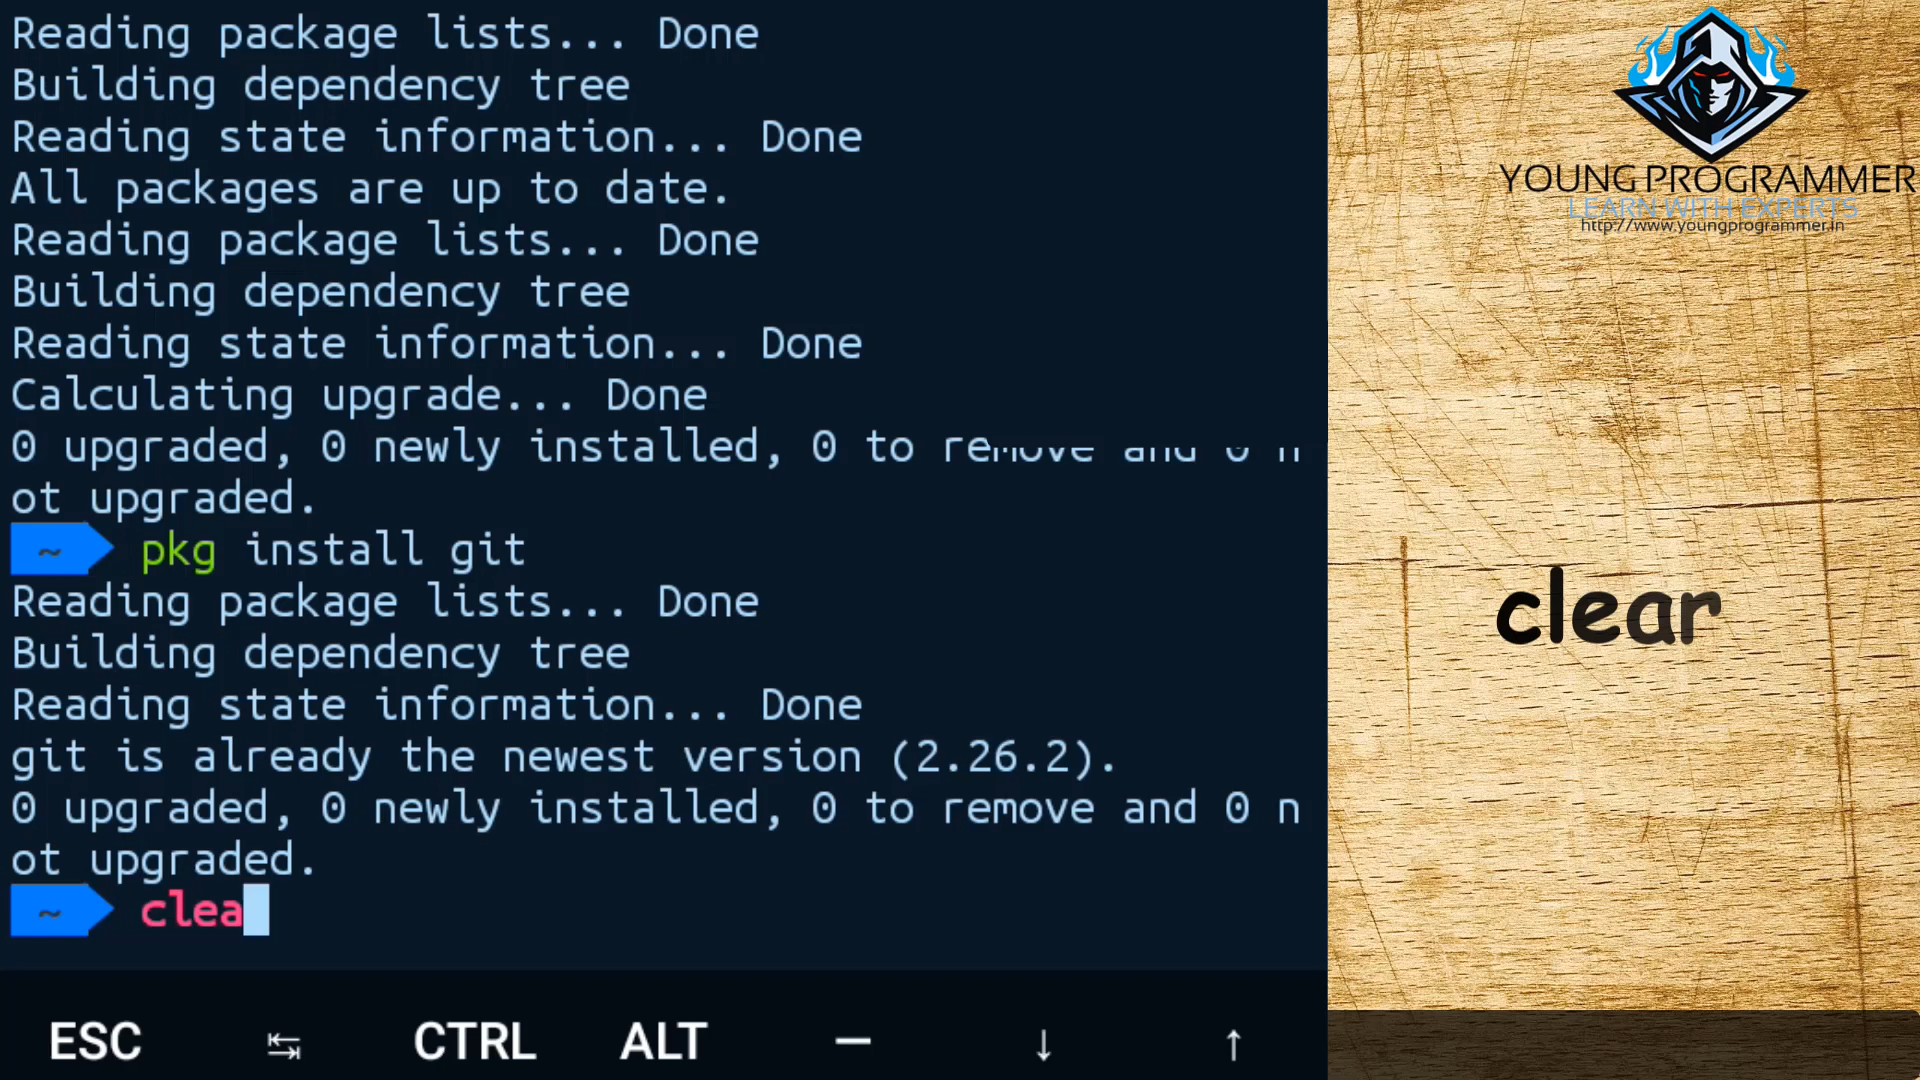 Reading package lists... Done
Building dependency tree
Reading state information... Done
All packages are up to date.
Reading package lists... Done
Building dependency tree
Reading state information... Done
Calculating upgrade... Done
0 upgraded, 0 newly installed, 0 to remove and 0 n
ot upgraded.
~ pkg install git
Reading package lists... Done
Building dependency tree
Reading state information... Done
git is already the newest version (2.26.2).
0 upgraded, 0 newly installed, 0 to remove and 0 n
ot upgraded.
~ clea
ESC ⇆ CTRL ALT — ↓ ↑
YOUNG PROGRAMMER
LEARN WITH EXPERTS
http://www.youngprogrammer.in
clear